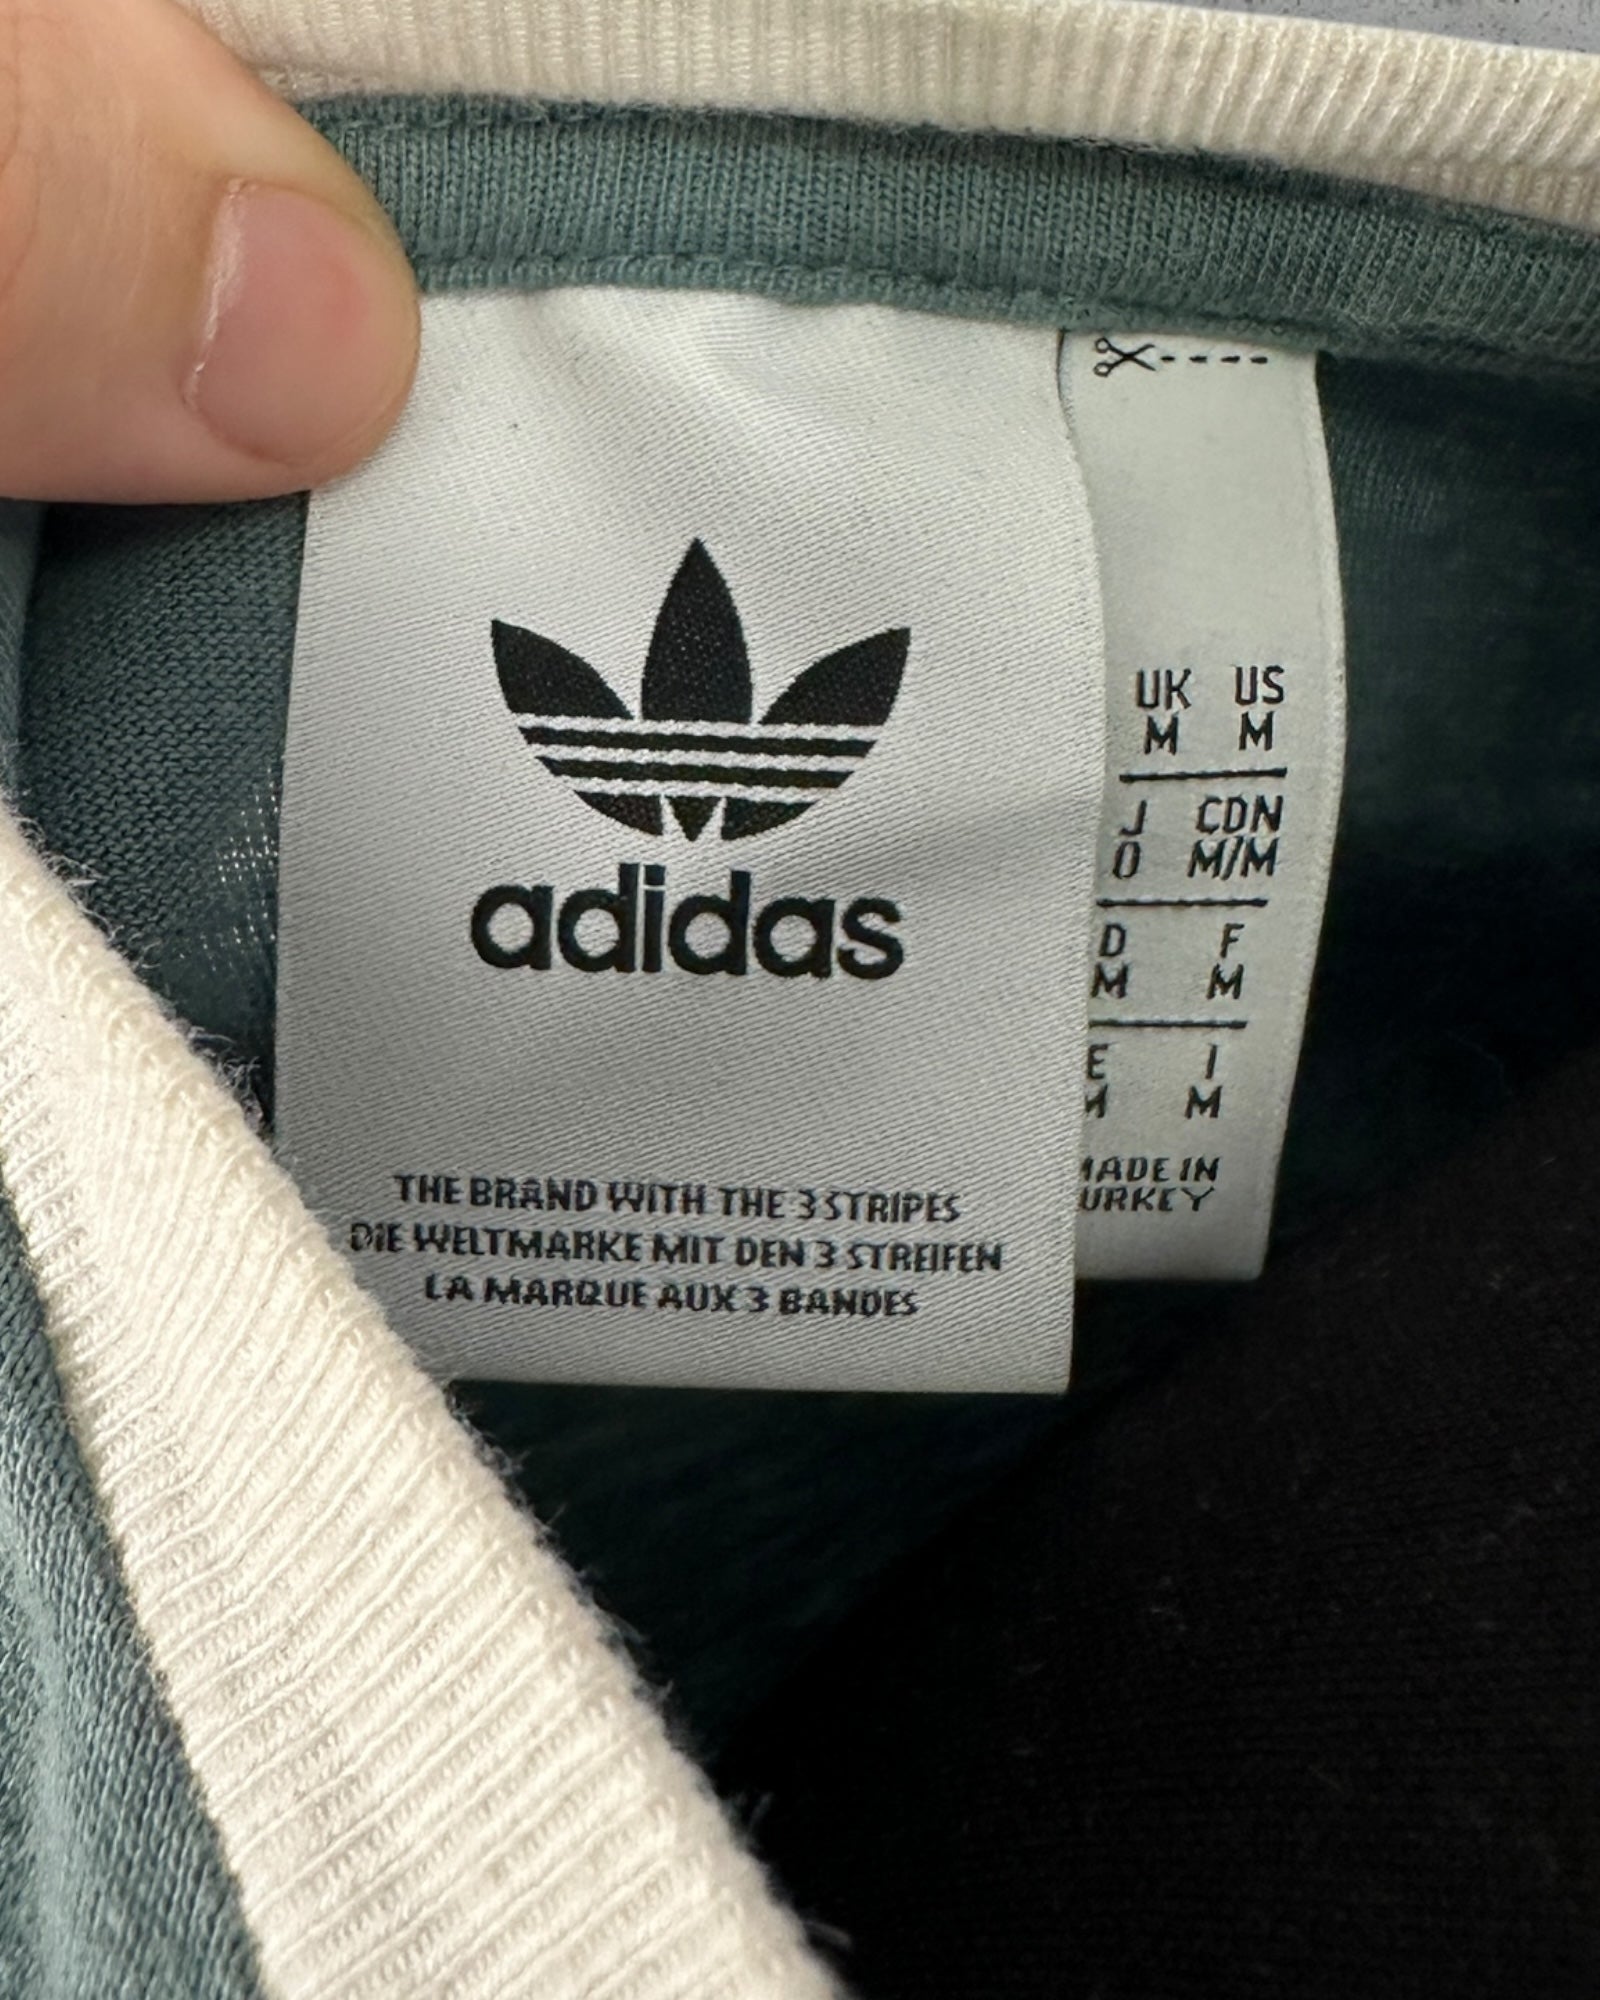 adidas
THE BRAND WITH THE 3 STRIPES
DIE WELTMARKE MIT DEN 3 STREIFEN
LA MARQUE AUX 3 BANDES
UK US
M M
J CDN
O M/M
D F
M M
E I
M M
MADE IN
TURKEY